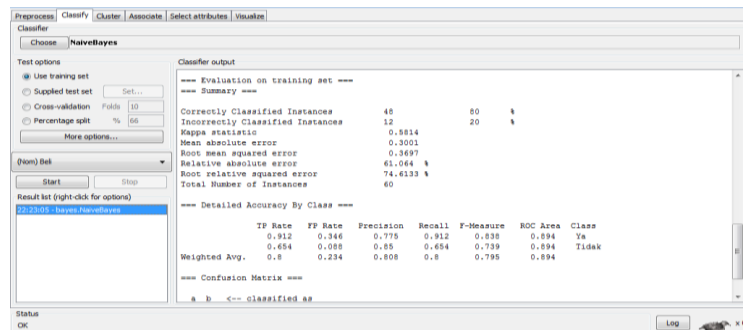 Preprocess Classify Cluster Associate Select attributes Visualize
Classifier
Choose NaiveBayes
Test options
Use training set
Supplied test set Set...
Cross-validation Folds 10
Percentage split % 66
More options...
(Nom) Beli
Start Stop
Result list (right-click for options)
22:23:05 - bayes.NaiveBayes
Classifier output
=== Evaluation on training set ===
=== Summary ===
Correctly Classified Instances 48 80 %
Incorrectly Classified Instances 12 20 %
Kappa statistic 0.5814
Mean absolute error 0.3001
Root mean squared error 0.3697
Relative absolute error 61.064 %
Root relative squared error 74.6133 %
Total Number of Instances 60
=== Detailed Accuracy By Class ===
TP Rate FP Rate Precision Recall F-Measure ROC Area Class
0.912 0.346 0.775 0.912 0.838 0.894 Ya
0.654 0.088 0.85 0.654 0.739 0.894 Tidak
Weighted Avg. 0.8 0.234 0.808 0.8 0.795 0.894
=== Confusion Matrix ===
a b <-- classified as
Status
OK
Log
x